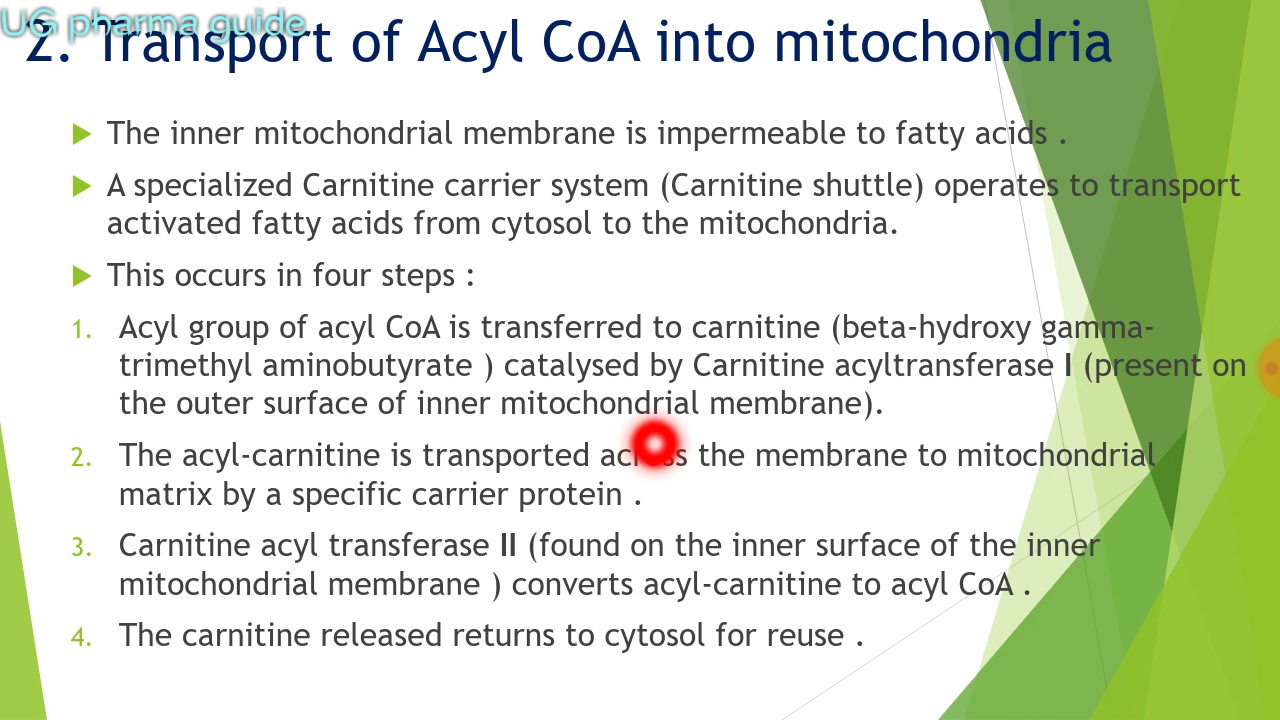 UG pharma guide
2. Transport of Acyl CoA into mitochondria
The inner mitochondrial membrane is impermeable to fatty acids .
A specialized Carnitine carrier system (Carnitine shuttle) operates to transport
activated fatty acids from cytosol to the mitochondria.
This occurs in four steps :
1. Acyl group of acyl CoA is transferred to carnitine (beta-hydroxy gamma-
trimethyl aminobutyrate ) catalysed by Carnitine acyltransferase I (present on
the outer surface of inner mitochondrial membrane).
2. The acyl-carnitine is transported across the membrane to mitochondrial
matrix by a specific carrier protein .
3. Carnitine acyl transferase II (found on the inner surface of the inner
mitochondrial membrane ) converts acyl-carnitine to acyl CoA .
4. The carnitine released returns to cytosol for reuse .